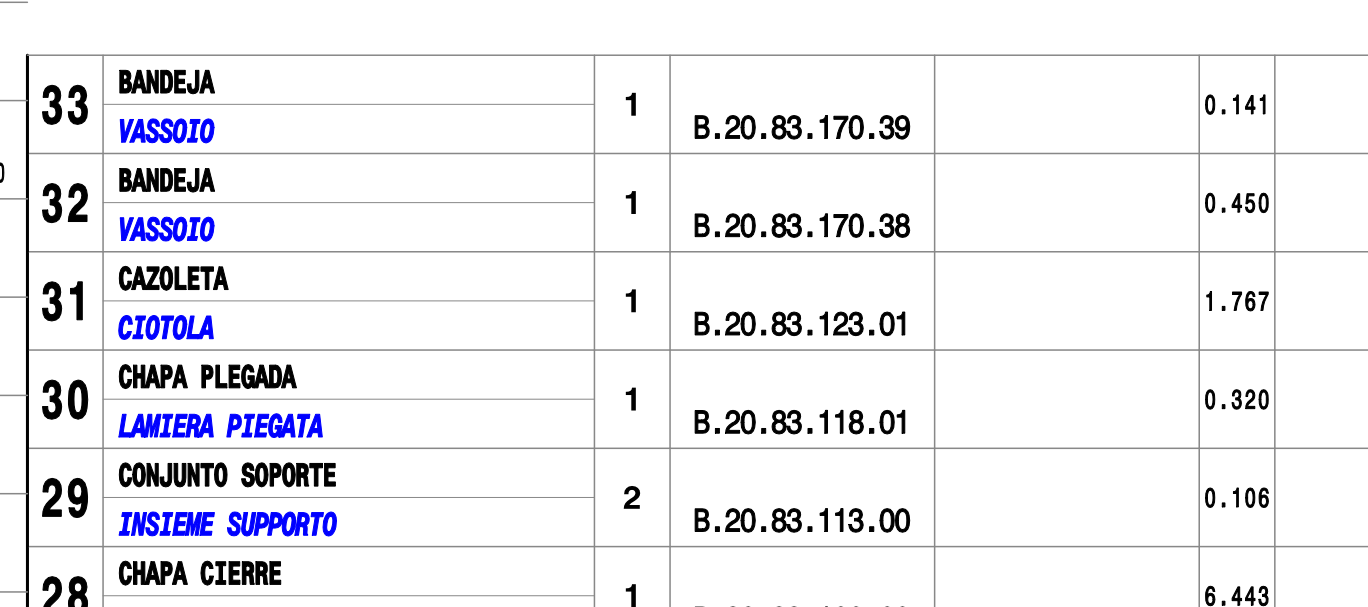 33 BANDEJA 1 B.20.83.170.39 0.141
VASSOIO
32 BANDEJA 1 B.20.83.170.38 0.450
VASSOIO
31 CAZOLETA 1 B.20.83.123.01 1.767
CIOTOLA
30 CHAPA PLEGADA 1 B.20.83.118.01 0.320
LAMIERA PIEGATA
29 CONJUNTO SOPORTE 2 B.20.83.113.00 0.106
INSIEME SUPPORTO
28 CHAPA CIERRE 1 6.443